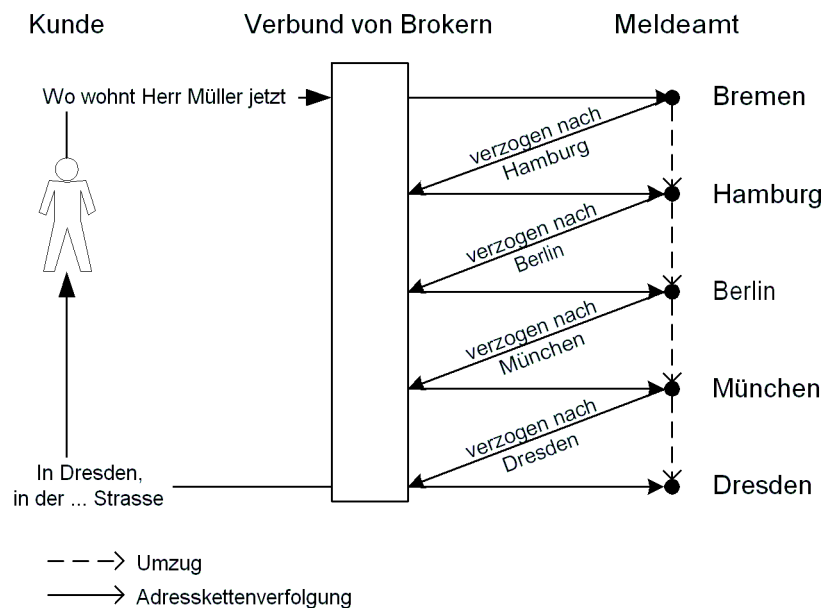 Kunde
Verbund von Brokern
Meldeamt
Wo wohnt Herr Müller jetzt
Bremen
verzogen nach
Hamburg
Hamburg
verzogen nach
Berlin
Berlin
verzogen nach
München
München
verzogen nach
Dresden
Dresden
In Dresden,
in der ... Strasse
Umzug
Adresskettenverfolgung